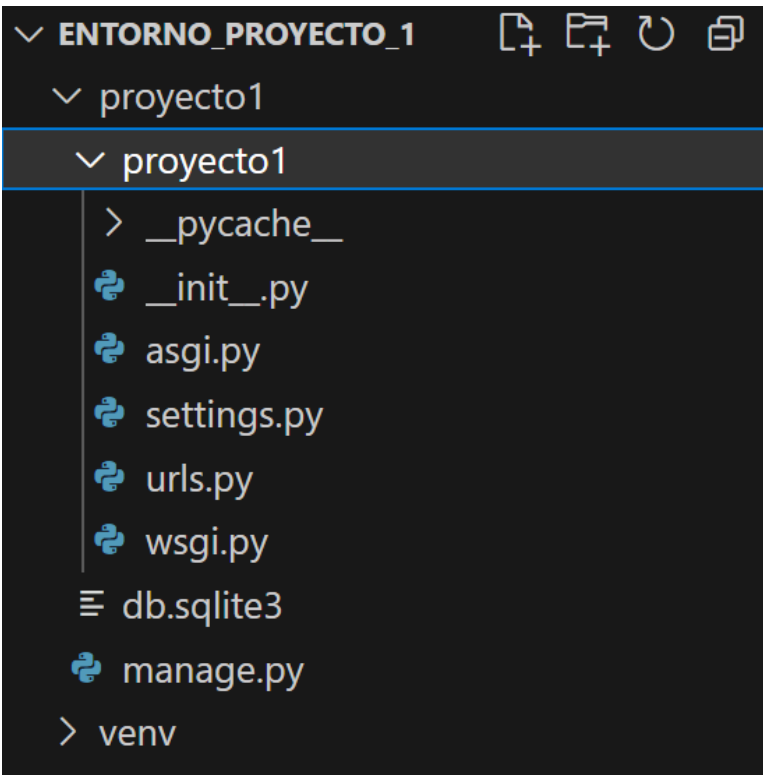 ENTORNO_PROYECTO_1
proyecto1
proyecto1
__pycache__
__init__.py
asgi.py
settings.py
urls.py
wsgi.py
db.sqlite3
manage.py
venv